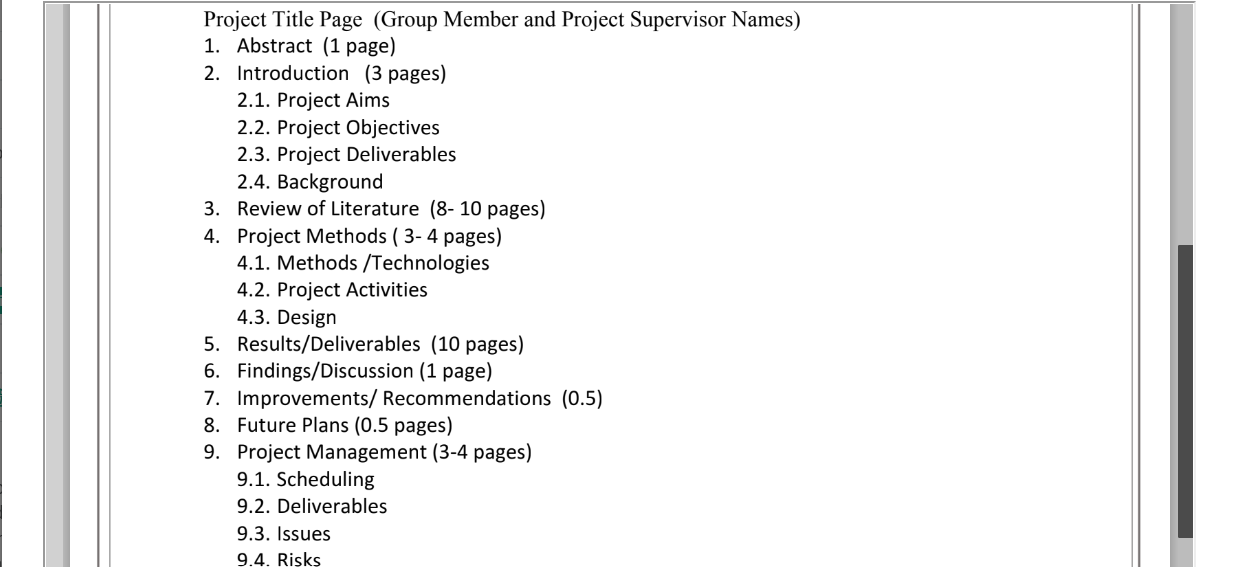 Project Title Page  (Group Member and Project Supervisor Names)
1. Abstract  (1 page)
2. Introduction   (3 pages)
2.1. Project Aims
2.2. Project Objectives
2.3. Project Deliverables
2.4. Background
3. Review of Literature  (8- 10 pages)
4. Project Methods ( 3- 4 pages)
4.1. Methods /Technologies
4.2. Project Activities
4.3. Design
5. Results/Deliverables  (10 pages)
6. Findings/Discussion (1 page)
7. Improvements/ Recommendations  (0.5)
8. Future Plans (0.5 pages)
9. Project Management (3-4 pages)
9.1. Scheduling
9.2. Deliverables
9.3. Issues
9.4. Risks